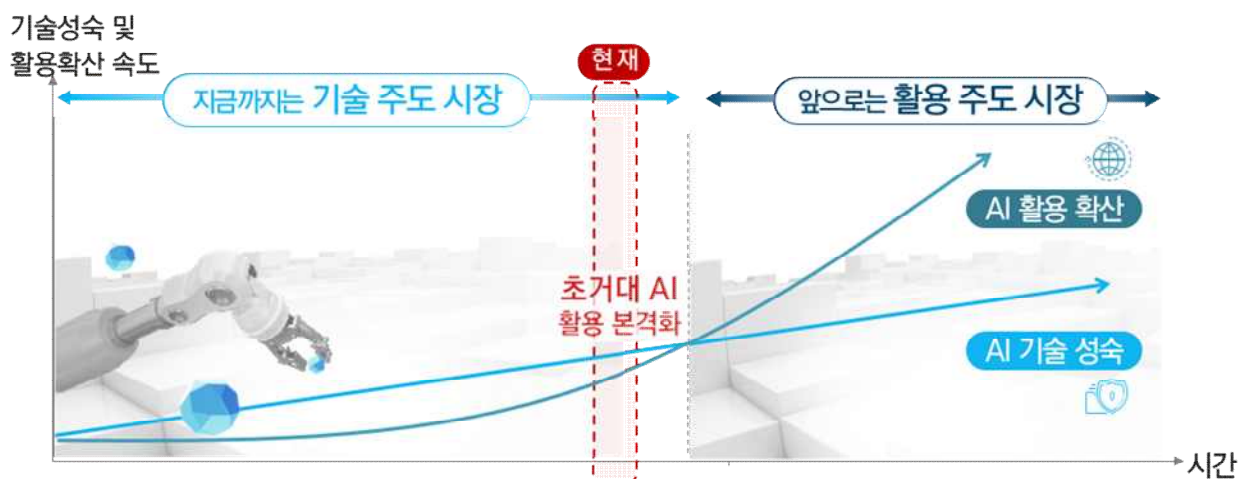 기술성숙 및
활용확산 속도
현재
지금까지는 기술 주도 시장
앞으로는 활용 주도 시장
AI 활용 확산
초거대 AI
활용 본격화
AI 기술 성숙
시간